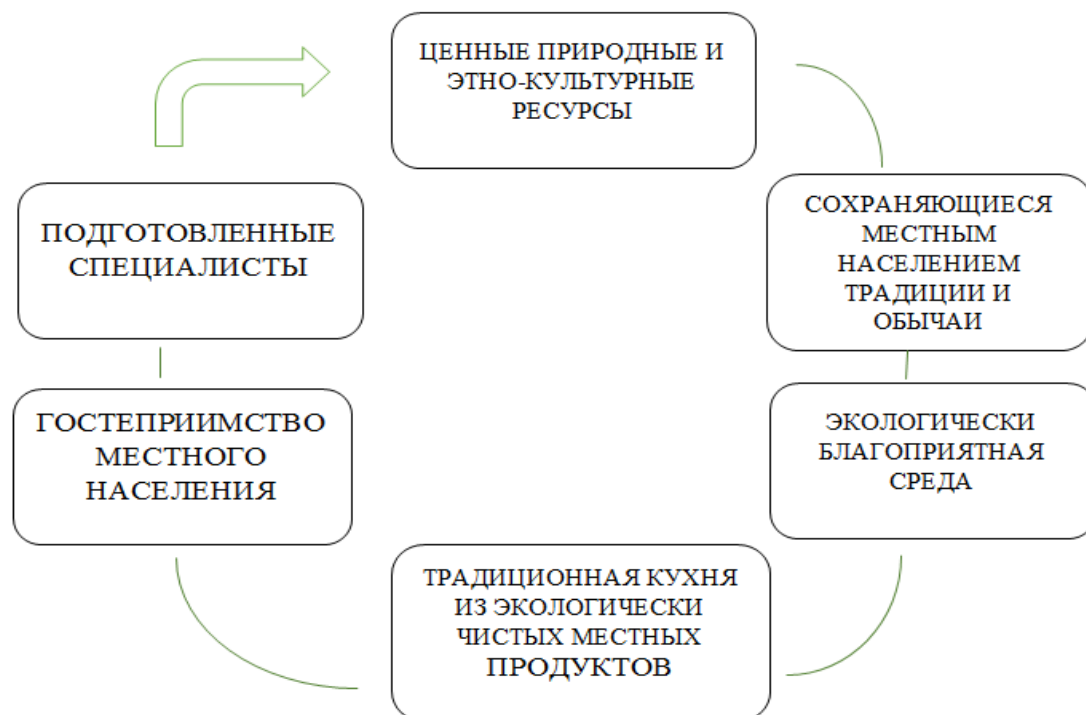 ЦЕННЫЕ ПРИРОДНЫЕ И
ЭТНО-КУЛЬТУРНЫЕ
РЕСУРСЫ
СОХРАНЯЮЩИЕСЯ
МЕСТНЫМ
НАСЕЛЕНИЕМ
ТРАДИЦИИ И
ОБЫЧАИ
ЭКОЛОГИЧЕСКИ
БЛАГОПРИЯТНАЯ
СРЕДА
ТРАДИЦИОННАЯ КУХНЯ
ИЗ ЭКОЛОГИЧЕСКИ
ЧИСТЫХ МЕСТНЫХ
ПРОДУКТОВ
ГОСТЕПРИИМСТВО
МЕСТНОГО
НАСЕЛЕНИЯ
ПОДГОТОВЛЕННЫЕ
СПЕЦИАЛИСТЫ